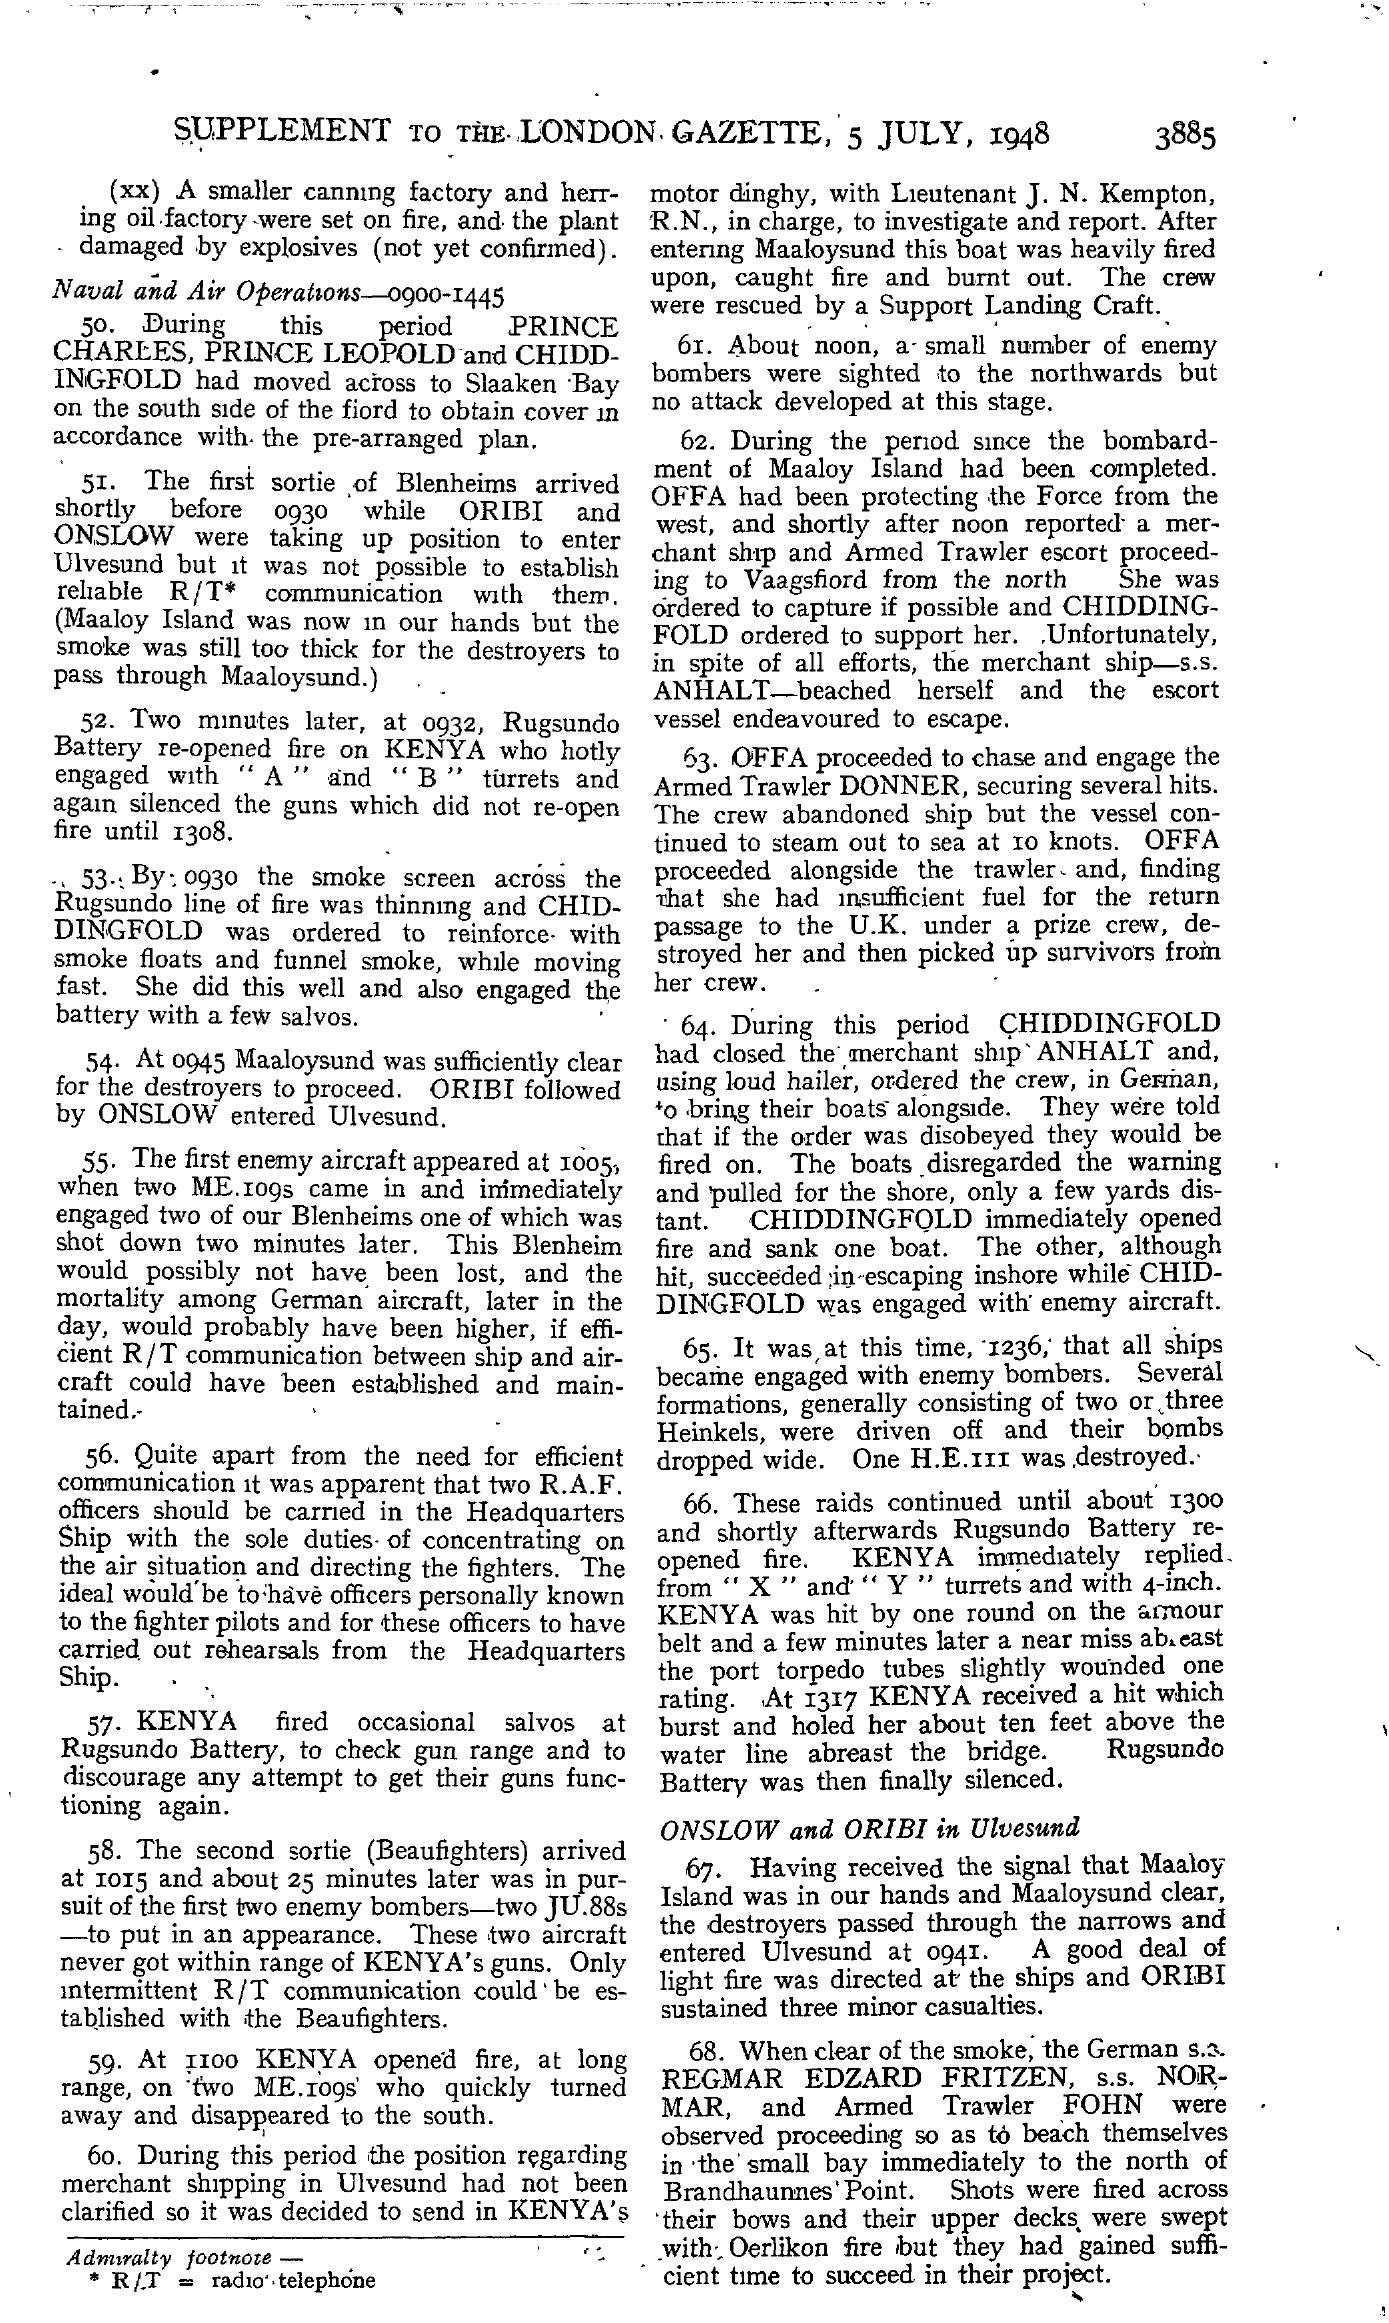 SUPPLEMENT TO THE LONDON GAZETTE, 5 JULY, 1948 3885
(xx) A smaller canning factory and herr-
ing oil factory were set on fire, and the plant
damaged by explosives (not yet confirmed).
Naval and Air Operations—0900-1445
50. During this period PRINCE
CHARLES, PRINCE LEOPOLD and CHIDD-
INGFOLD had moved across to Slaaken Bay
on the south side of the fiord to obtain cover in
accordance with the pre-arranged plan.
51. The first sortie of Blenheims arrived
shortly before 0930 while ORIBI and
ONSLOW were taking up position to enter
Ulvesund but it was not possible to establish
reliable R/T* communication with them.
(Maaloy Island was now in our hands but the
smoke was still too thick for the destroyers to
pass through Maaloysund.)
52. Two minutes later, at 0932, Rugsundo
Battery re-opened fire on KENYA who hotly
engaged with " A " and " B " turrets and
again silenced the guns which did not re-open
fire until 1308.
53. By 0930 the smoke screen across the
Rugsundo line of fire was thinning and CHID-
DINGFOLD was ordered to reinforce with
smoke floats and funnel smoke, while moving
fast. She did this well and also engaged the
battery with a few salvos.
54. At 0945 Maaloysund was sufficiently clear
for the destroyers to proceed. ORIBI followed
by ONSLOW entered Ulvesund.
55. The first enemy aircraft appeared at 1005,
when two ME.109s came in and immediately
engaged two of our Blenheims one of which was
shot down two minutes later. This Blenheim
would possibly not have been lost, and the
mortality among German aircraft, later in the
day, would probably have been higher, if effi-
cient R/T communication between ship and air-
craft could have been established and main-
tained.
56. Quite apart from the need for efficient
communication it was apparent that two R.A.F.
officers should be carried in the Headquarters
Ship with the sole duties of concentrating on
the air situation and directing the fighters. The
ideal would be to have officers personally known
to the fighter pilots and for these officers to have
carried out rehearsals from the Headquarters
Ship.
57. KENYA fired occasional salvos at
Rugsundo Battery, to check gun range and to
discourage any attempt to get their guns func-
tioning again.
58. The second sortie (Beaufighters) arrived
at 1015 and about 25 minutes later was in pur-
suit of the first two enemy bombers—two JU.88s
—to put in an appearance. These two aircraft
never got within range of KENYA's guns. Only
intermittent R/T communication could be es-
tablished with the Beaufighters.
59. At 1100 KENYA opened fire, at long
range, on two ME.109s who quickly turned
away and disappeared to the south.
60. During this period the position regarding
merchant shipping in Ulvesund had not been
clarified so it was decided to send in KENYA's
Admiralty footnote —
* R/T = radio telephone
motor dinghy, with Lieutenant J. N. Kempton,
R.N., in charge, to investigate and report. After
entering Maaloysund this boat was heavily fired
upon, caught fire and burnt out. The crew
were rescued by a Support Landing Craft.
61. About noon, a small number of enemy
bombers were sighted to the northwards but
no attack developed at this stage.
62. During the period since the bombard-
ment of Maaloy Island had been completed.
OFFA had been protecting the Force from the
west, and shortly after noon reported a mer-
chant ship and Armed Trawler escort proceed-
ing to Vaagsfiord from the north She was
ordered to capture if possible and CHIDDING-
FOLD ordered to support her. Unfortunately,
in spite of all efforts, the merchant ship—s.s.
ANHALT—beached herself and the escort
vessel endeavoured to escape.
63. OFFA proceeded to chase and engage the
Armed Trawler DONNER, securing several hits.
The crew abandoned ship but the vessel con-
tinued to steam out to sea at 10 knots. OFFA
proceeded alongside the trawler and, finding
that she had insufficient fuel for the return
passage to the U.K. under a prize crew, de-
stroyed her and then picked up survivors from
her crew.
64. During this period CHIDDINGFOLD
had closed the merchant ship ANHALT and,
using loud hailer, ordered the crew, in German,
to bring their boats alongside. They were told
that if the order was disobeyed they would be
fired on. The boats disregarded the warning
and pulled for the shore, only a few yards dis-
tant. CHIDDINGFOLD immediately opened
fire and sank one boat. The other, although
hit, succeeded in escaping inshore while CHID-
DINGFOLD was engaged with enemy aircraft.
65. It was at this time, 1236, that all ships
became engaged with enemy bombers. Several
formations, generally consisting of two or three
Heinkels, were driven off and their bombs
dropped wide. One H.E.111 was destroyed.
66. These raids continued until about 1300
and shortly afterwards Rugsundo Battery re-
opened fire. KENYA immediately replied
from " X " and " Y " turrets and with 4-inch.
KENYA was hit by one round on the armour
belt and a few minutes later a near miss abreast
the port torpedo tubes slightly wounded one
rating. At 1317 KENYA received a hit which
burst and holed her about ten feet above the
water line abreast the bridge. Rugsundo
Battery was then finally silenced.
ONSLOW and ORIBI in Ulvesund
67. Having received the signal that Maaloy
Island was in our hands and Maaloysund clear,
the destroyers passed through the narrows and
entered Ulvesund at 0941. A good deal of
light fire was directed at the ships and ORIBI
sustained three minor casualties.
68. When clear of the smoke, the German s.s.
REGMAR EDZARD FRITZEN, s.s. NOR-
MAR, and Armed Trawler FOHN were
observed proceeding so as to beach themselves
in the small bay immediately to the north of
Brandhaunnes Point. Shots were fired across
their bows and their upper decks were swept
with Oerlikon fire but they had gained suffi-
cient time to succeed in their project.